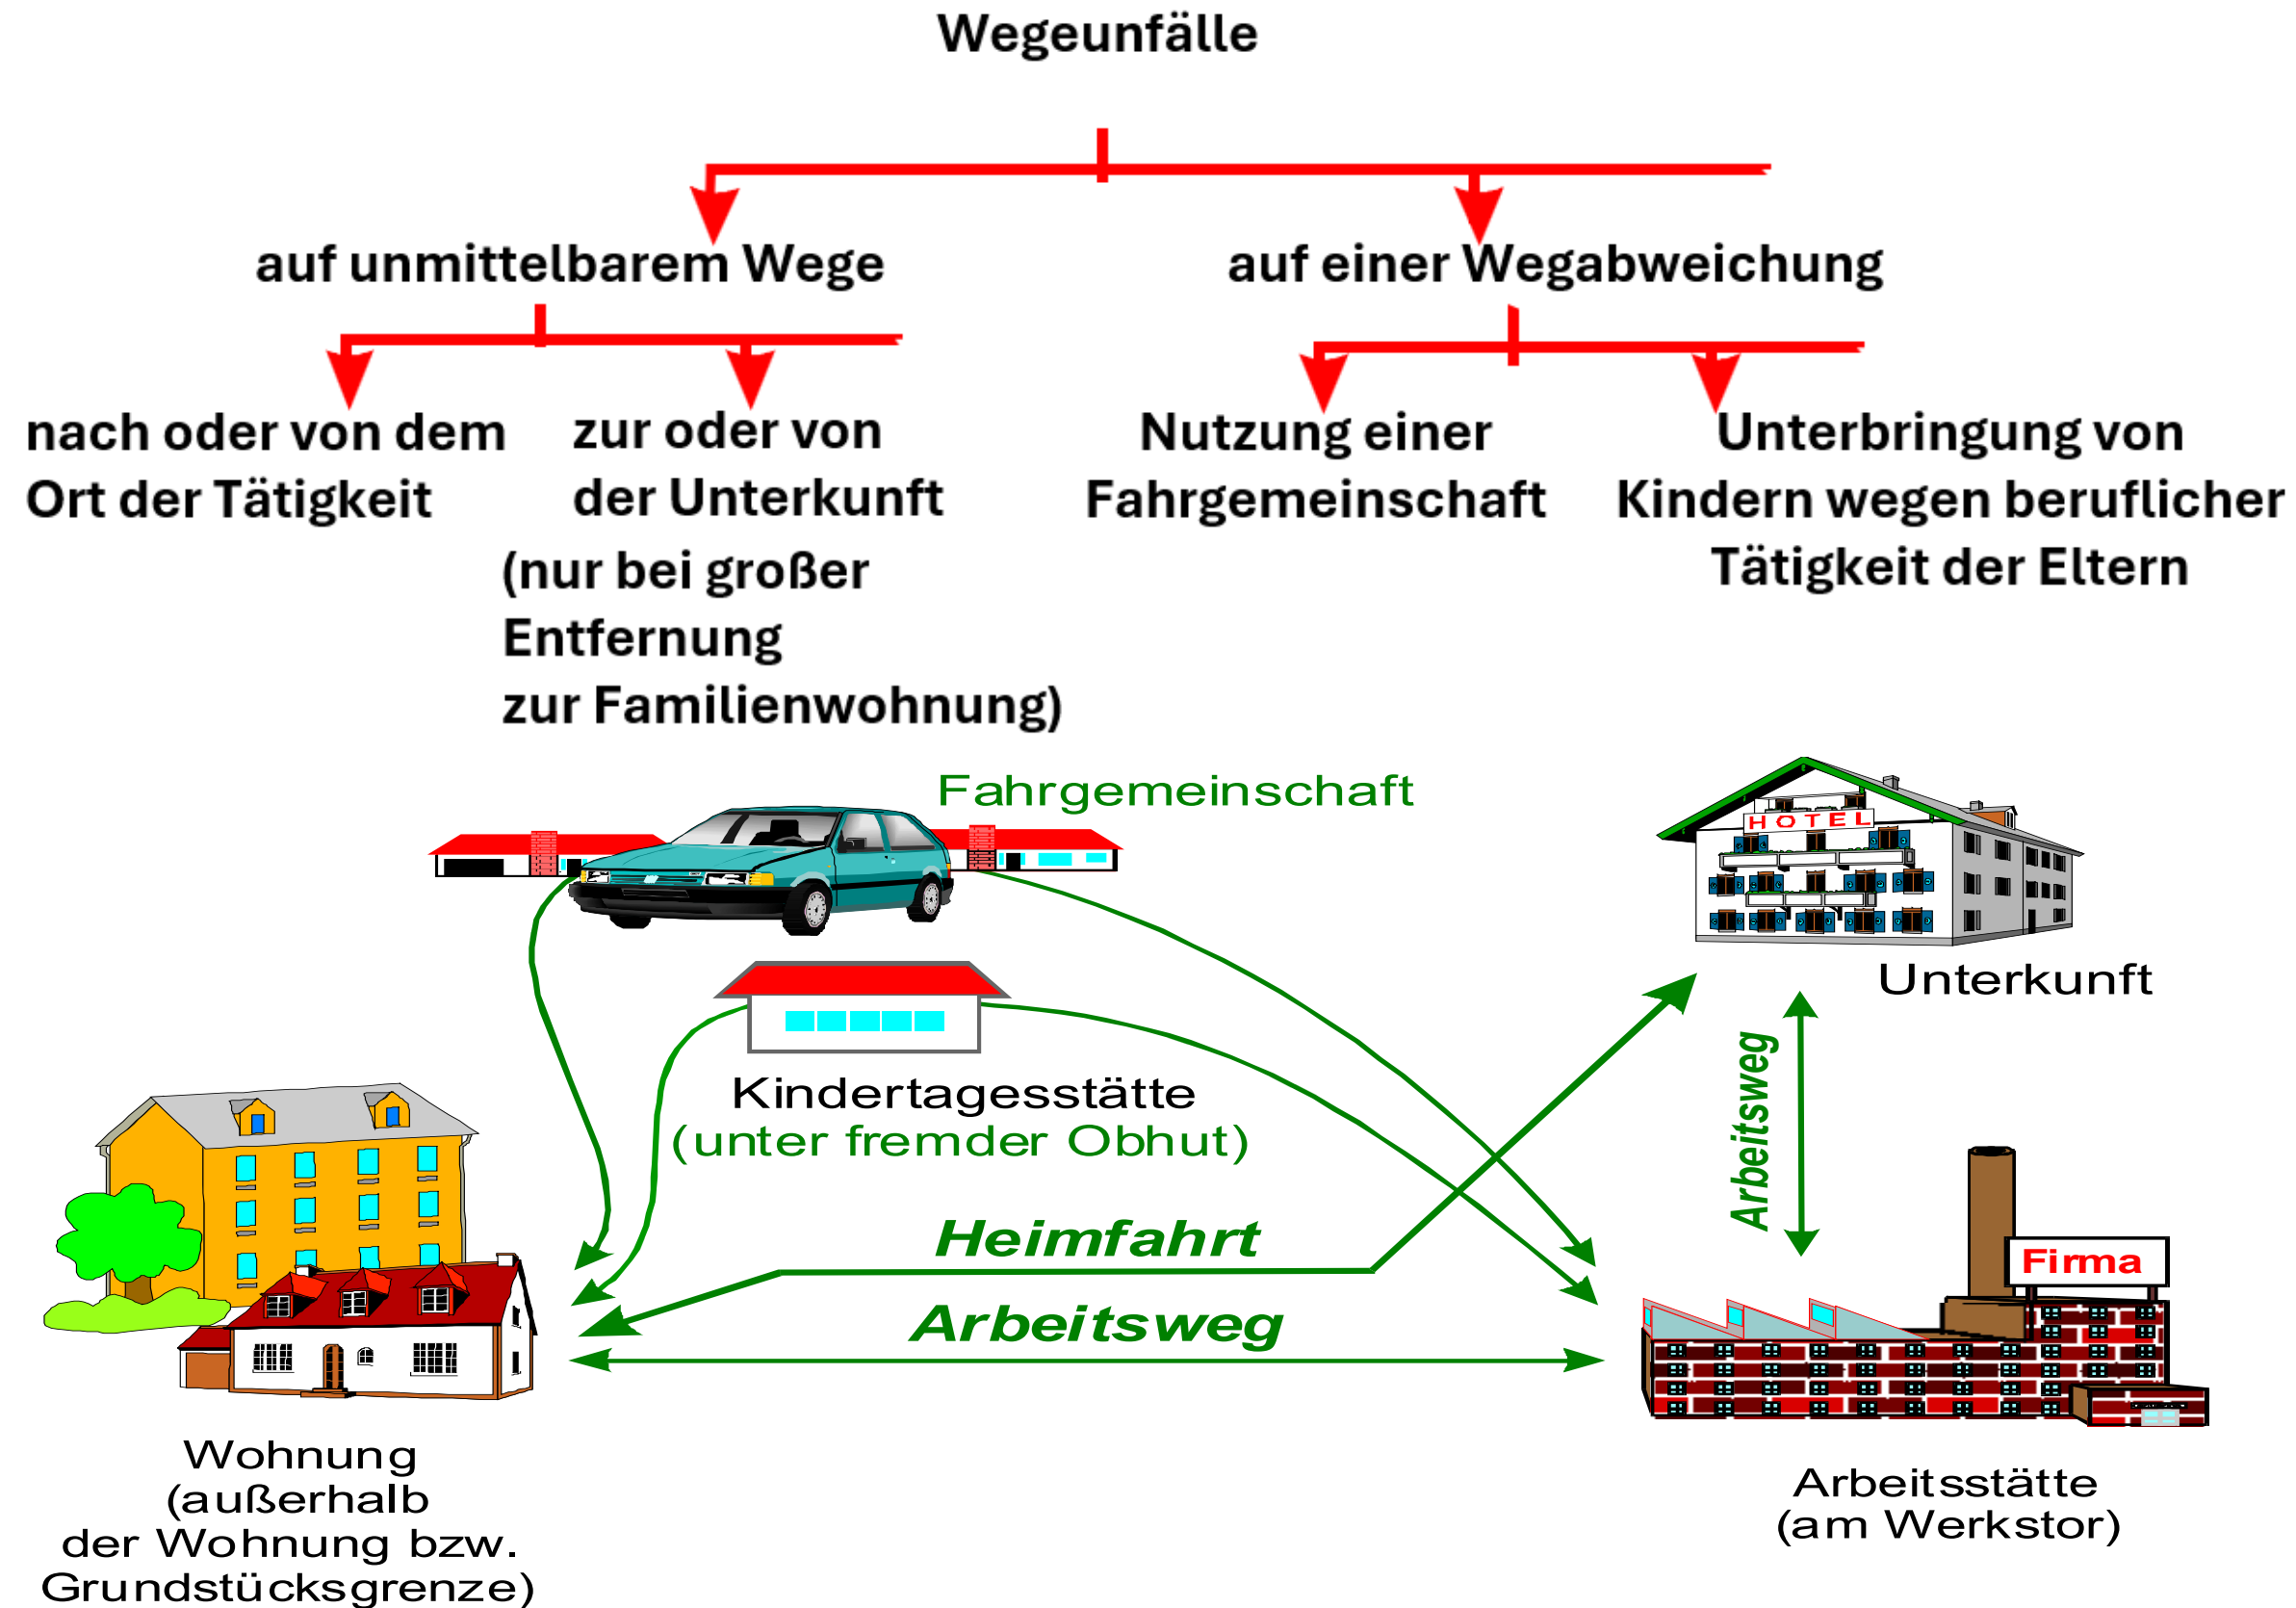 Wegeunfälle
auf unmittelbarem Wege
auf einer Wegabweichung
nach oder von dem
Ort der Tätigkeit
zur oder von
der Unterkunft
(nur bei großer
Entfernung
zur Familienwohnung)
Nutzung einer
Fahrgemeinschaft
Unterbringung von
Kindern wegen beruflicher
Tätigkeit der Eltern
Fahrgemeinschaft
HOTEL
Unterkunft
Kindertagesstätte
(unter fremder Obhut)
Arbeitsweg
Heimfahrt
Arbeitsweg
Firma
Wohnung
(außerhalb
der Wohnung bzw.
Grundstücksgrenze)
Arbeitsstätte
(am Werkstor)